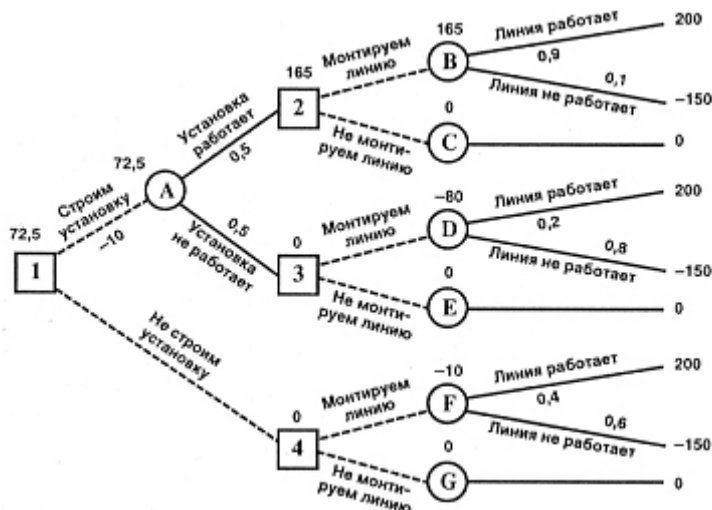 Линия работает
200
165
0,9
Монтируем
линию
B
165
0,1
Линия не работает
−150
2
Установка
работает
0,5
0
Не монти-
руем линию
C
0
72,5
A
Строим
установку
−10
72,5
1
0,5
Установка
не работает
−80
Линия работает
200
0,2
Монтируем
линию
D
0
0,8
Линия не работает
−150
3
0
Не монти-
руем линию
E
0
Не строим
установку
−10
Линия работает
200
0,4
Монтируем
линию
F
0
0,6
Линия не работает
−150
4
0
Не монти-
руем линию
G
0